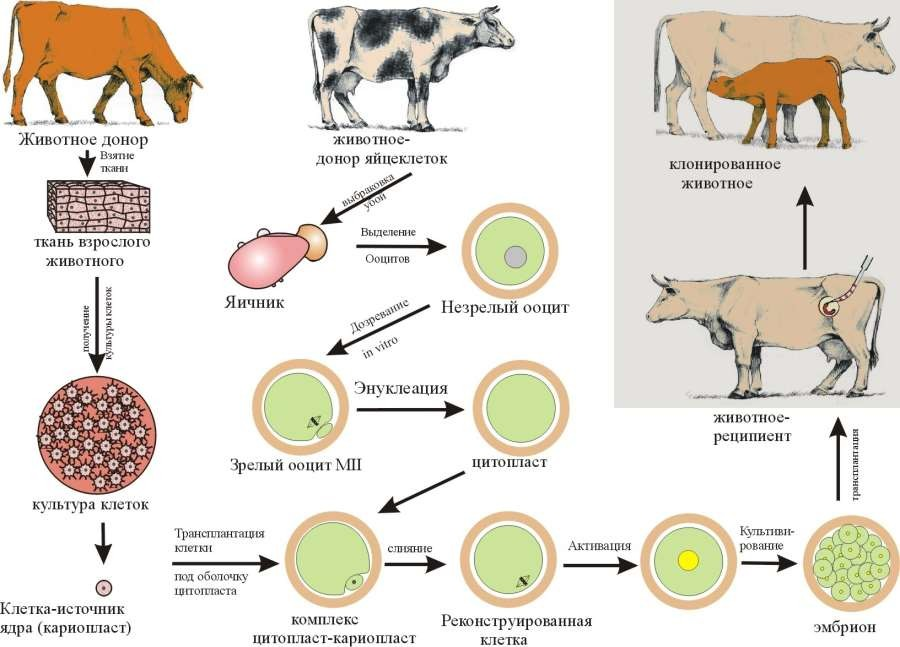 Животное донор
Взятие
ткани
ткань взрослого
животного
получение
культуры клеток
культура клеток
Клетка-источник
ядра (кариопласт)
животное-
донор яйцеклеток
выбраковка
убой
Яичник
Выделение
Ооцитов
Незрелый ооцит
Дозревание
in vitro
Зрелый ооцит МII
Энуклеация
цитопласт
Трансплантация
клетки
под оболочку
цитопласта
комплекс
цитопласт-кариопласт
слияние
Реконструированная
клетка
Активация
Культиви-
рование
эмбрион
трансплантация
животное-
реципиент
клонированное
животное